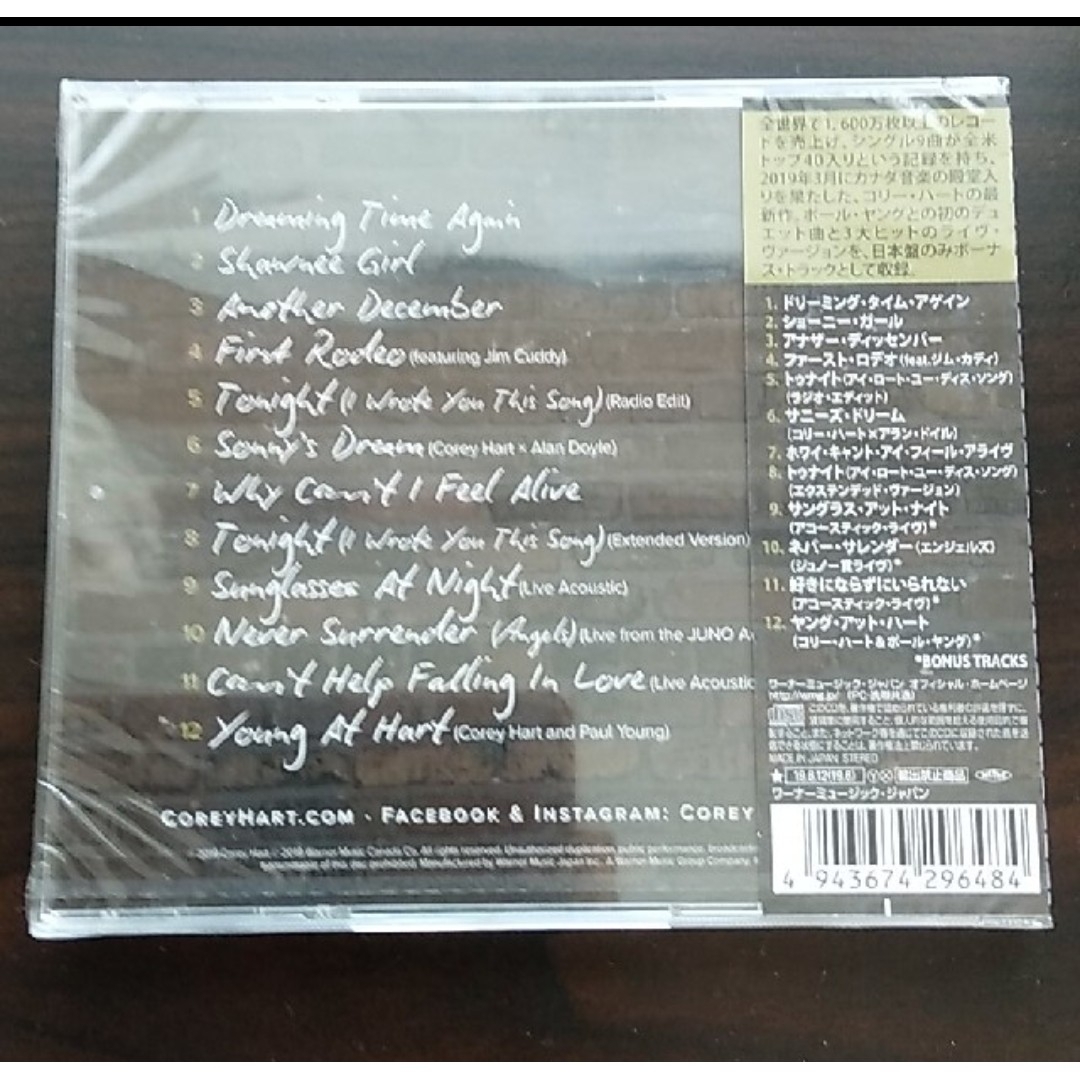 1 Dreaming Time Again
2 Shawnee Girl
3 Another December
4 First Rodeo (featuring Jim Cuddy)
5 Tonight (I Wrote You This Song) (Radio Edit)
6 Sonny's Dream (Corey Hart × Alan Doyle)
7 Why Can't I Feel Alive
8 Tonight (I Wrote You This Song) (Extended Version)
9 Sunglasses At Night (Live Acoustic)
10 Never Surrender (Angels) (Live from the JUNO A
11 Can't Help Falling In Love (Live Acoustic
12 Young At Hart (Corey Hart and Paul Young)
COREYHART.COM - FACEBOOK & INSTAGRAM: COREY
全世界で1,600万枚以上のレコー
ドを売上げ、シングル9曲が全米
トップ40入りという記録を持ち、
2019年3月にカナダ音楽の殿堂入
りを果たした、コリー・ハートの最
新作。ポール・ヤングとの初のデュ
エット曲と3大ヒットのライヴ・
ヴァージョンを、日本盤のみボーナ
ス・トラックとして収録。
1. ドリーミング・タイム・アゲイン
2. ショーニー・ガール
3. アナザー・ディッセンバー
4. ファースト・ロデオ (feat.ジム・カディ)
5. トゥナイト(アイ・ロート・ユー・ディス・ソング)
(ラジオ・エディット)
6. サニーズ・ドリーム
(コリー・ハート×アラン・ドイル)
7. ホワイ・キャント・アイ・フィール・アライヴ
8. トゥナイト(アイ・ロート・ユー・ディス・ソング)
(エクステンデッド・ヴァージョン)
9. サングラス・アット・ナイト
(アコースティック・ライヴ)*
10. ネバー・サレンダー (エンジェルズ)
(ジュノー賞ライヴ)*
11. 好きにならずにいられない
(アコースティック・ライヴ)*
12. ヤング・アット・ハート
(コリー・ハート&ポール・ヤング)*
*BONUS TRACKS
ワーナーミュージック・ジャパン オフィシャル・ホームページ
http://wmg.jp/ (PC・携帯共通)
MADE IN JAPAN STEREO
★ 19.6.12(19.6) Ⓨ Ⓧ 輸出禁止商品
ワーナーミュージック・ジャパン
4 943674 296484